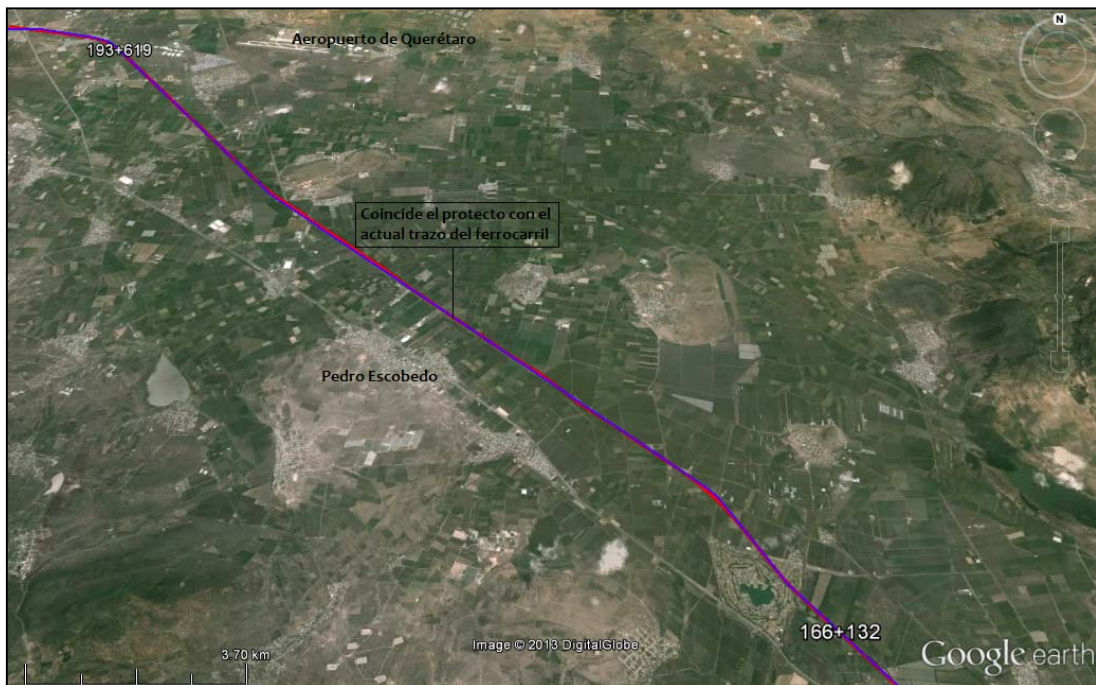 193+619
Aeropuerto de Querétaro
N
Coincide el protecto con el
actual trazo del ferrocarril
Pedro Escobedo
166+132
Image © 2013 DigitalGlobe
3.70 km
Google earth